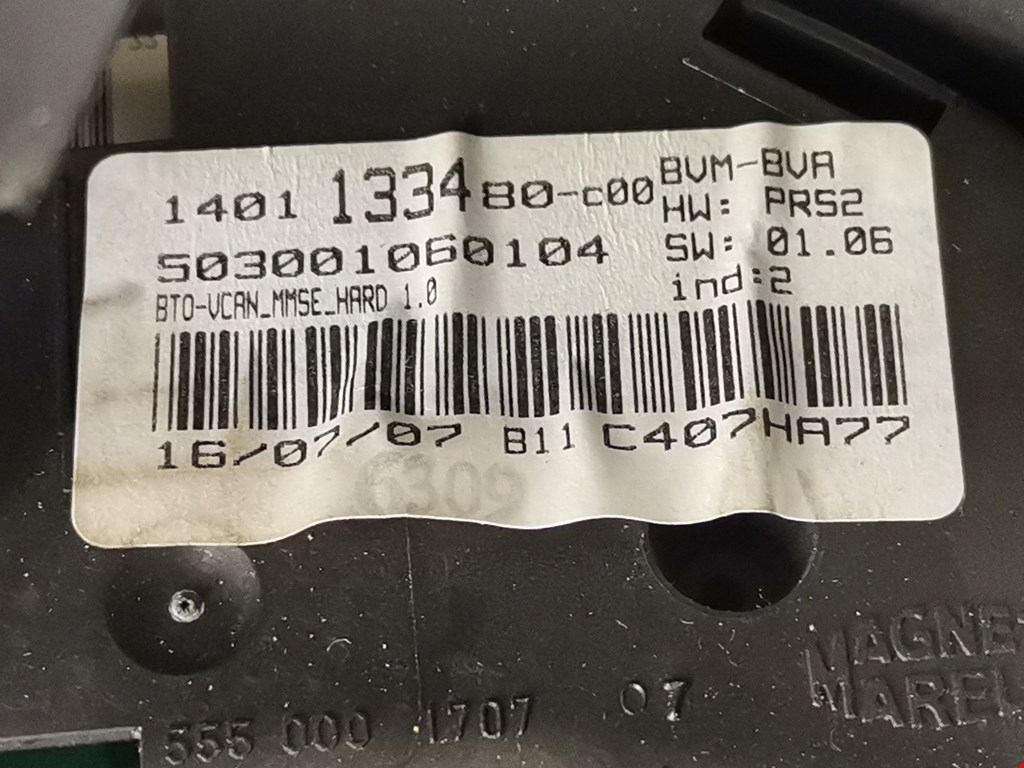 1401 133480-c00
BVM-BVA
HW: PRS2
503001060104
SW: 01.06
BTO-VCAN_MMSE_HARD 1.0
ind:2
16/07/07 B11 C407HA77
6309
MAGNE
MAREL
555 000 1707 07